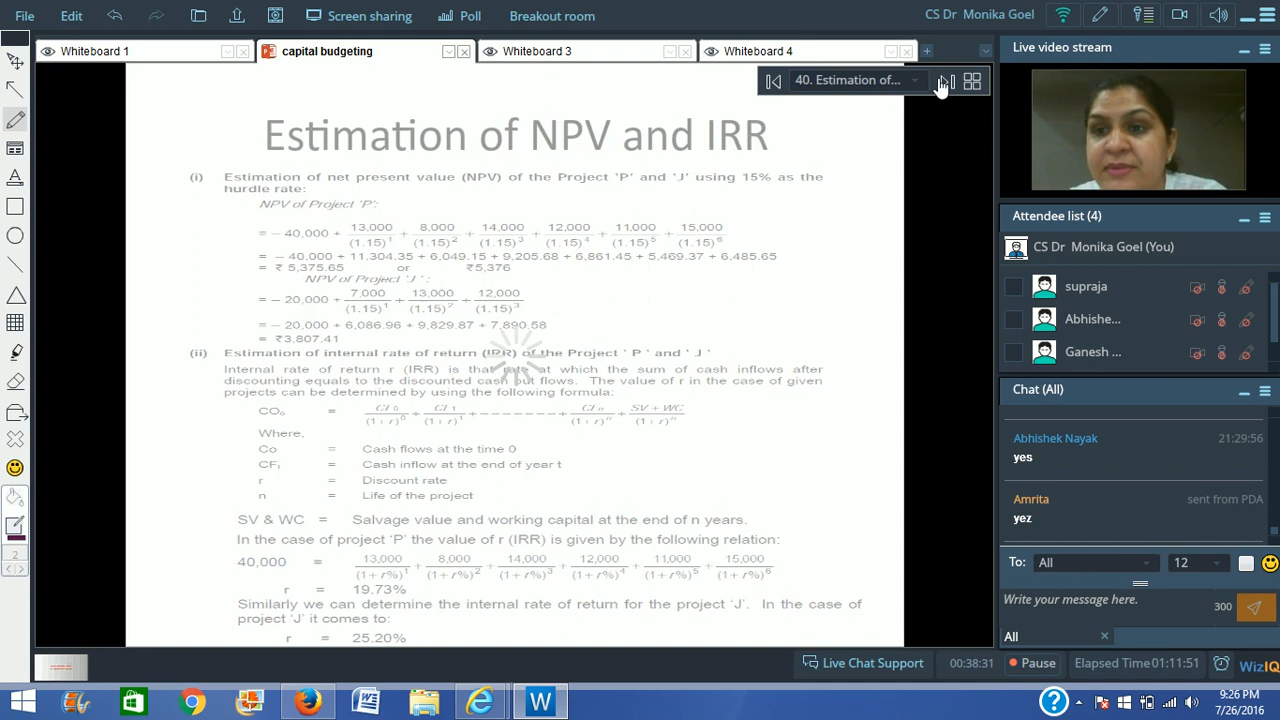 File Edit Screen sharing Poll Breakout room CS Dr Monika Goel
Whiteboard 1 capital budgeting Whiteboard 3 Whiteboard 4
40. Estimation of...
Estimation of NPV and IRR
(i) Estimation of net present value (NPV) of the Project 'P' and 'J' using 15% as the
hurdle rate:
NPV of Project 'P':
= − 40,000 + 13,000/(1.15)^1 + 8,000/(1.15)^2 + 14,000/(1.15)^3 + 12,000/(1.15)^4 + 11,000/(1.15)^5 + 15,000/(1.15)^6
= − 40,000 + 11,304.35 + 6,049.15 + 9,205.68 + 6,861.45 + 5,469.37 + 6,485.65
= ₹ 5,375.65 or ₹5,376
NPV of Project 'J':
= − 20,000 + 7,000/(1.15)^1 + 13,000/(1.15)^2 + 12,000/(1.15)^3
= − 20,000 + 6,086.96 + 9,829.87 + 7,890.58
= ₹3,807.41
(ii) Estimation of internal rate of return (IRR) of the Project ' P ' and ' J '
Internal rate of return r (IRR) is that rate at which the sum of cash inflows after
discounting equals to the discounted cash out flows. The value of r in the case of given
projects can be determined by using the following formula:
CO₀ = CF₀/(1+r)^0 + CF₁/(1+r)^1 + -------- + CFₙ/(1+r)^n + SV + WC/(1+r)^n
Where,
Co = Cash flows at the time 0
CFₜ = Cash inflow at the end of year t
r = Discount rate
n = Life of the project
SV & WC = Salvage value and working capital at the end of n years.
In the case of project 'P' the value of r (IRR) is given by the following relation:
40,000 = 13,000/(1+r%)^1 + 8,000/(1+r%)^2 + 14,000/(1+r%)^3 + 12,000/(1+r%)^4 + 11,000/(1+r%)^5 + 15,000/(1+r%)^6
r = 19.73%
Similarly we can determine the internal rate of return for the project 'J'. In the case of
project 'J' it comes to:
r = 25.20%
Live video stream
Attendee list (4)
CS Dr Monika Goel (You)
supraja
Abhishe...
Ganesh ...
Chat (All)
Abhishek Nayak 21:29:56
yes
Amrita sent from PDA
yez
To: All 12
Write your message here. 300
All
2
Live Chat Support 00:38:31 Pause Elapsed Time 01:11:51 WizIQ
9:26 PM
7/26/2016